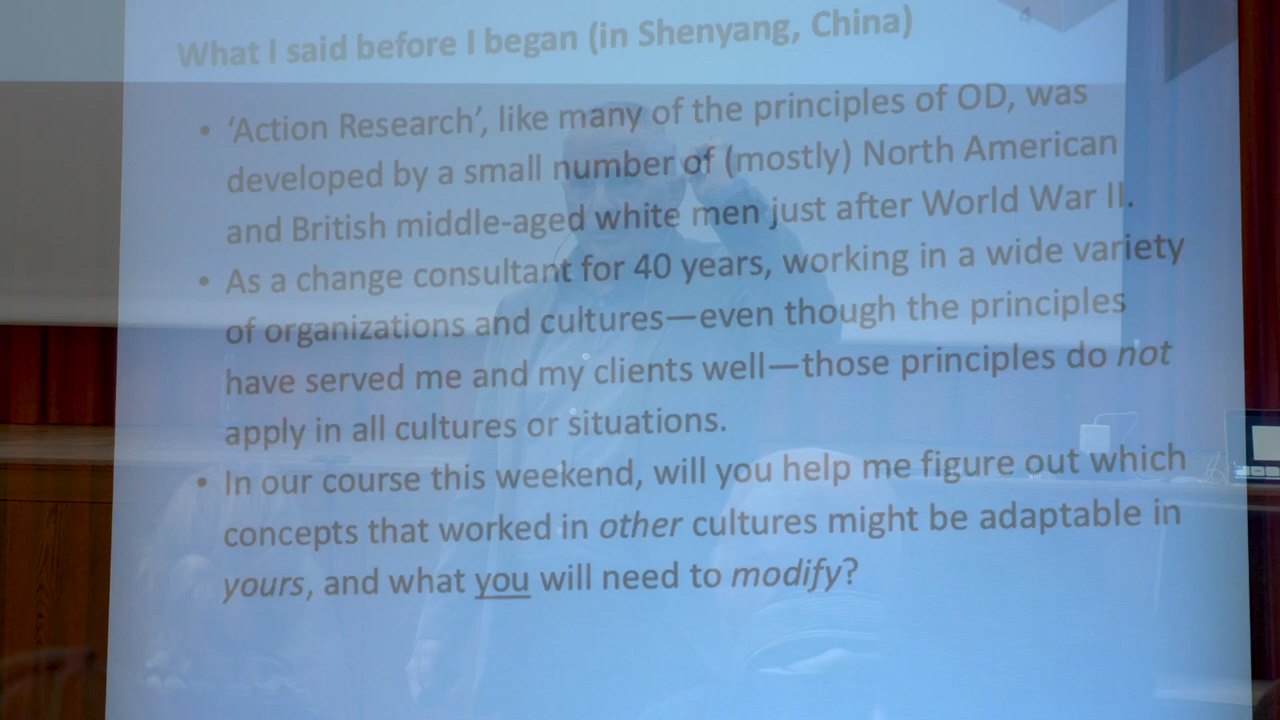 4
What I said before I began (in Shenyang, China)
• ‘Action Research’, like many of the principles of OD, was
developed by a small number of (mostly) North American
and British middle-aged white men just after World War II.
• As a change consultant for 40 years, working in a wide variety
of organizations and cultures—even though the principles
have served me and my clients well—those principles do not
apply in all cultures or situations.
• In our course this weekend, will you help me figure out which
concepts that worked in other cultures might be adaptable in
yours, and what you will need to modify?